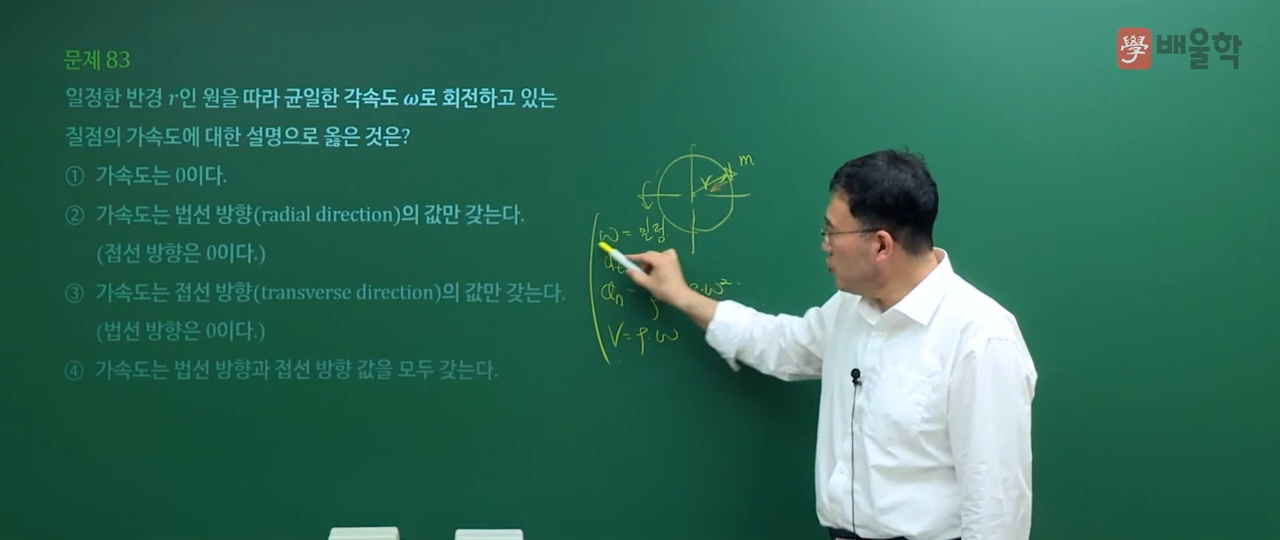 學 배울학
문제 83
일정한 반경 r인 원을 따라 균일한 각속도 ω로 회전하고 있는
질점의 가속도에 대한 설명으로 옳은 것은?
① 가속도는 0이다.
② 가속도는 법선 방향(radial direction)의 값만 갖는다.
(접선 방향은 0이다.)
③ 가속도는 접선 방향(transverse direction)의 값만 갖는다.
(법선 방향은 0이다.)
④ 가속도는 법선 방향과 접선 방향 값을 모두 갖는다.
m
r
ω = 일정
V = ρ · ω